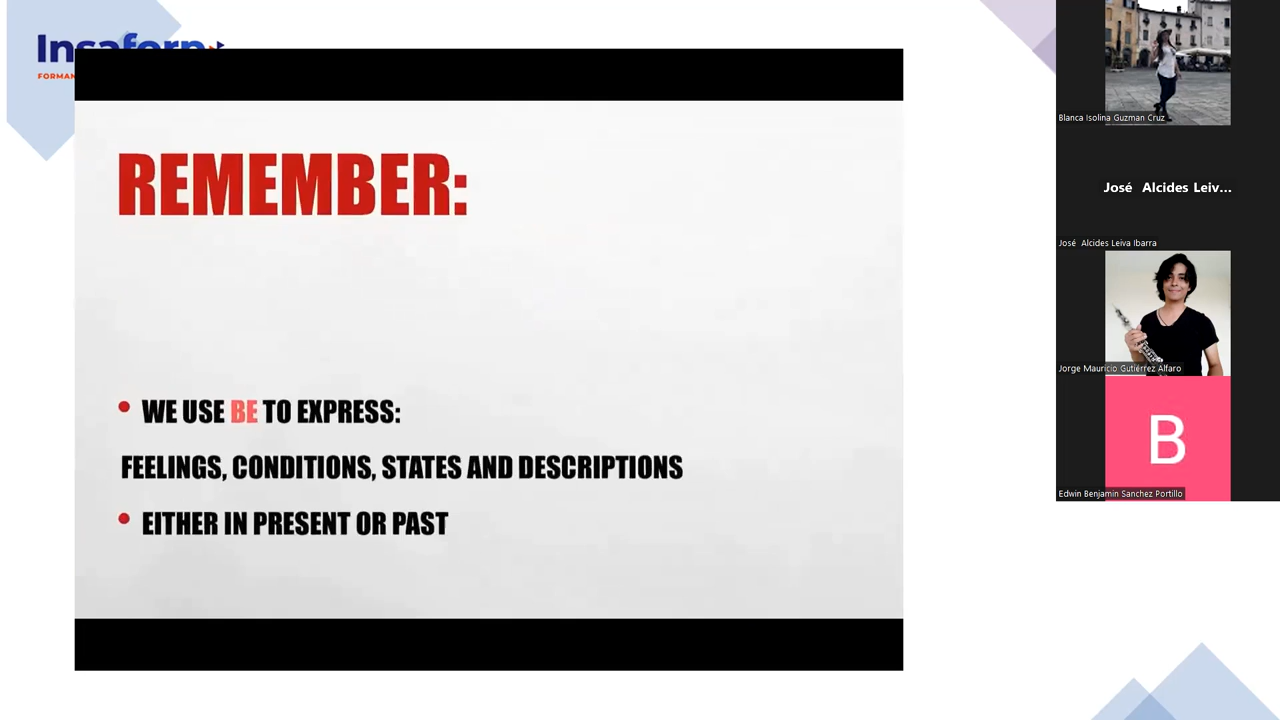 REMEMBER:
• WE USE BE TO EXPRESS:
FEELINGS, CONDITIONS, STATES AND DESCRIPTIONS
• EITHER IN PRESENT OR PAST
Blanca Isolina Guzman Cruz
José Alcides Leiv...
José Alcides Leiva Ibarra
Jorge Mauricio Gutiérrez Alfaro
B
Edwin Benjamin Sanchez Portillo